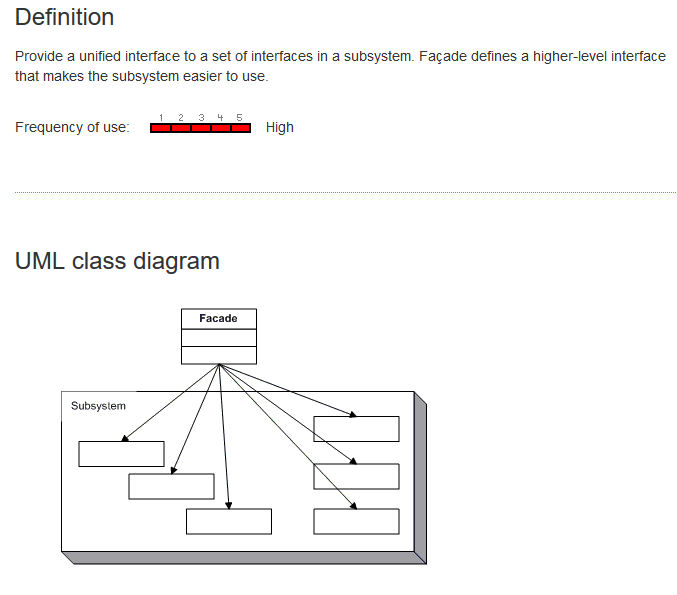 Definition
Provide a unified interface to a set of interfaces in a subsystem. Façade defines a higher-level interface
that makes the subsystem easier to use.
1 2 3 4 5
Frequency of use: High
UML class diagram
Facade
Subsystem